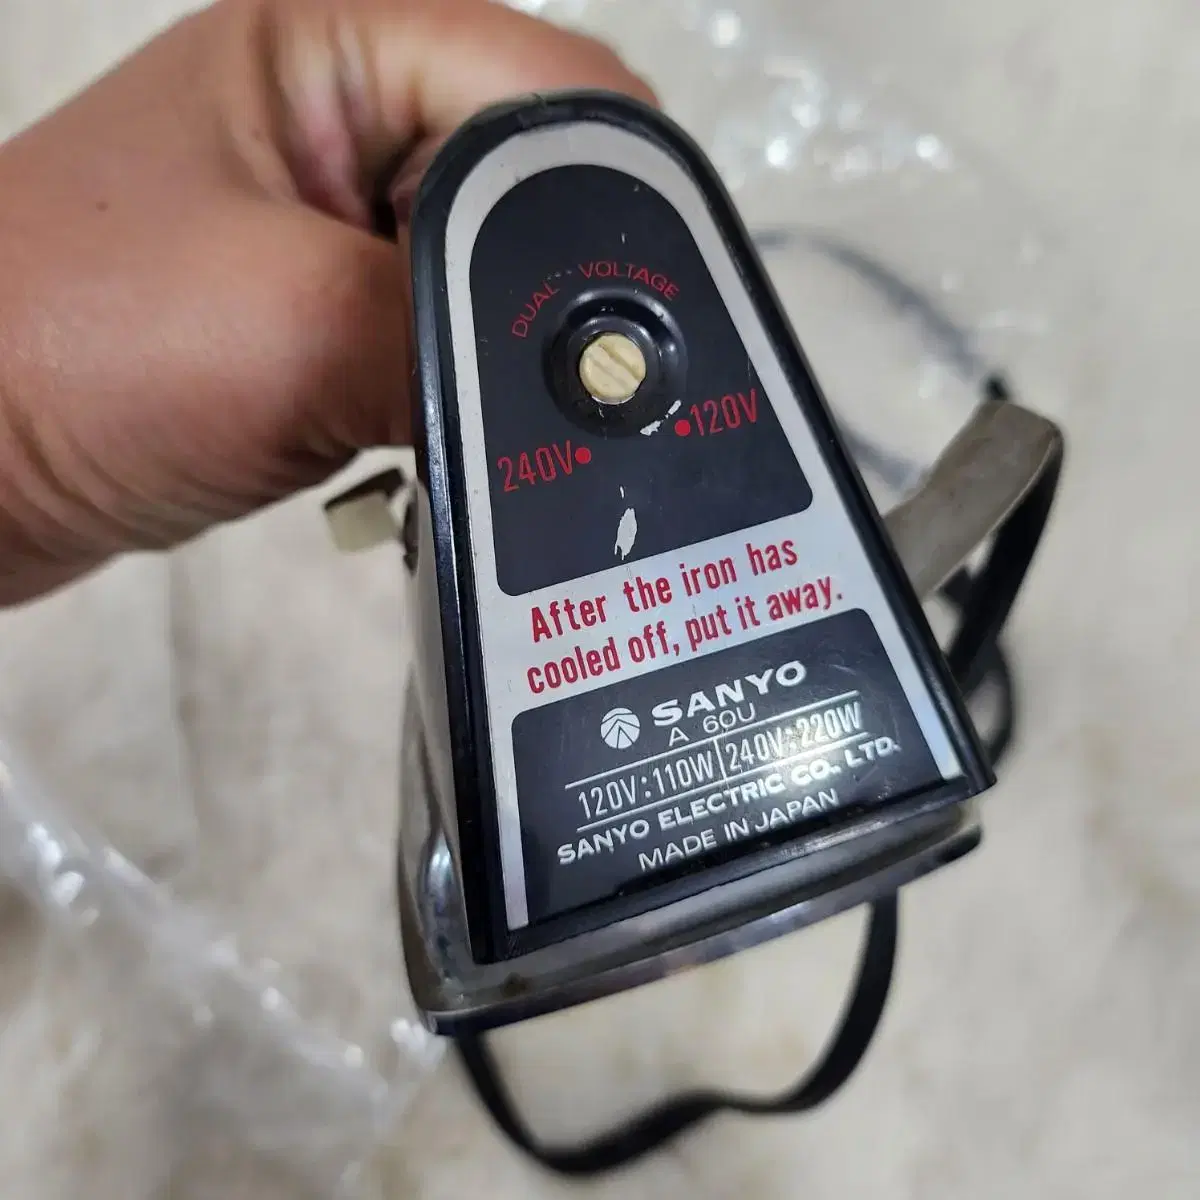 DUAL VOLTAGE
240V• •120V
After the iron has
cooled off, put it away.
SANYO
A 60U
120V:110W 240V:220W
SANYO ELECTRIC CO., LTD.
MADE IN JAPAN